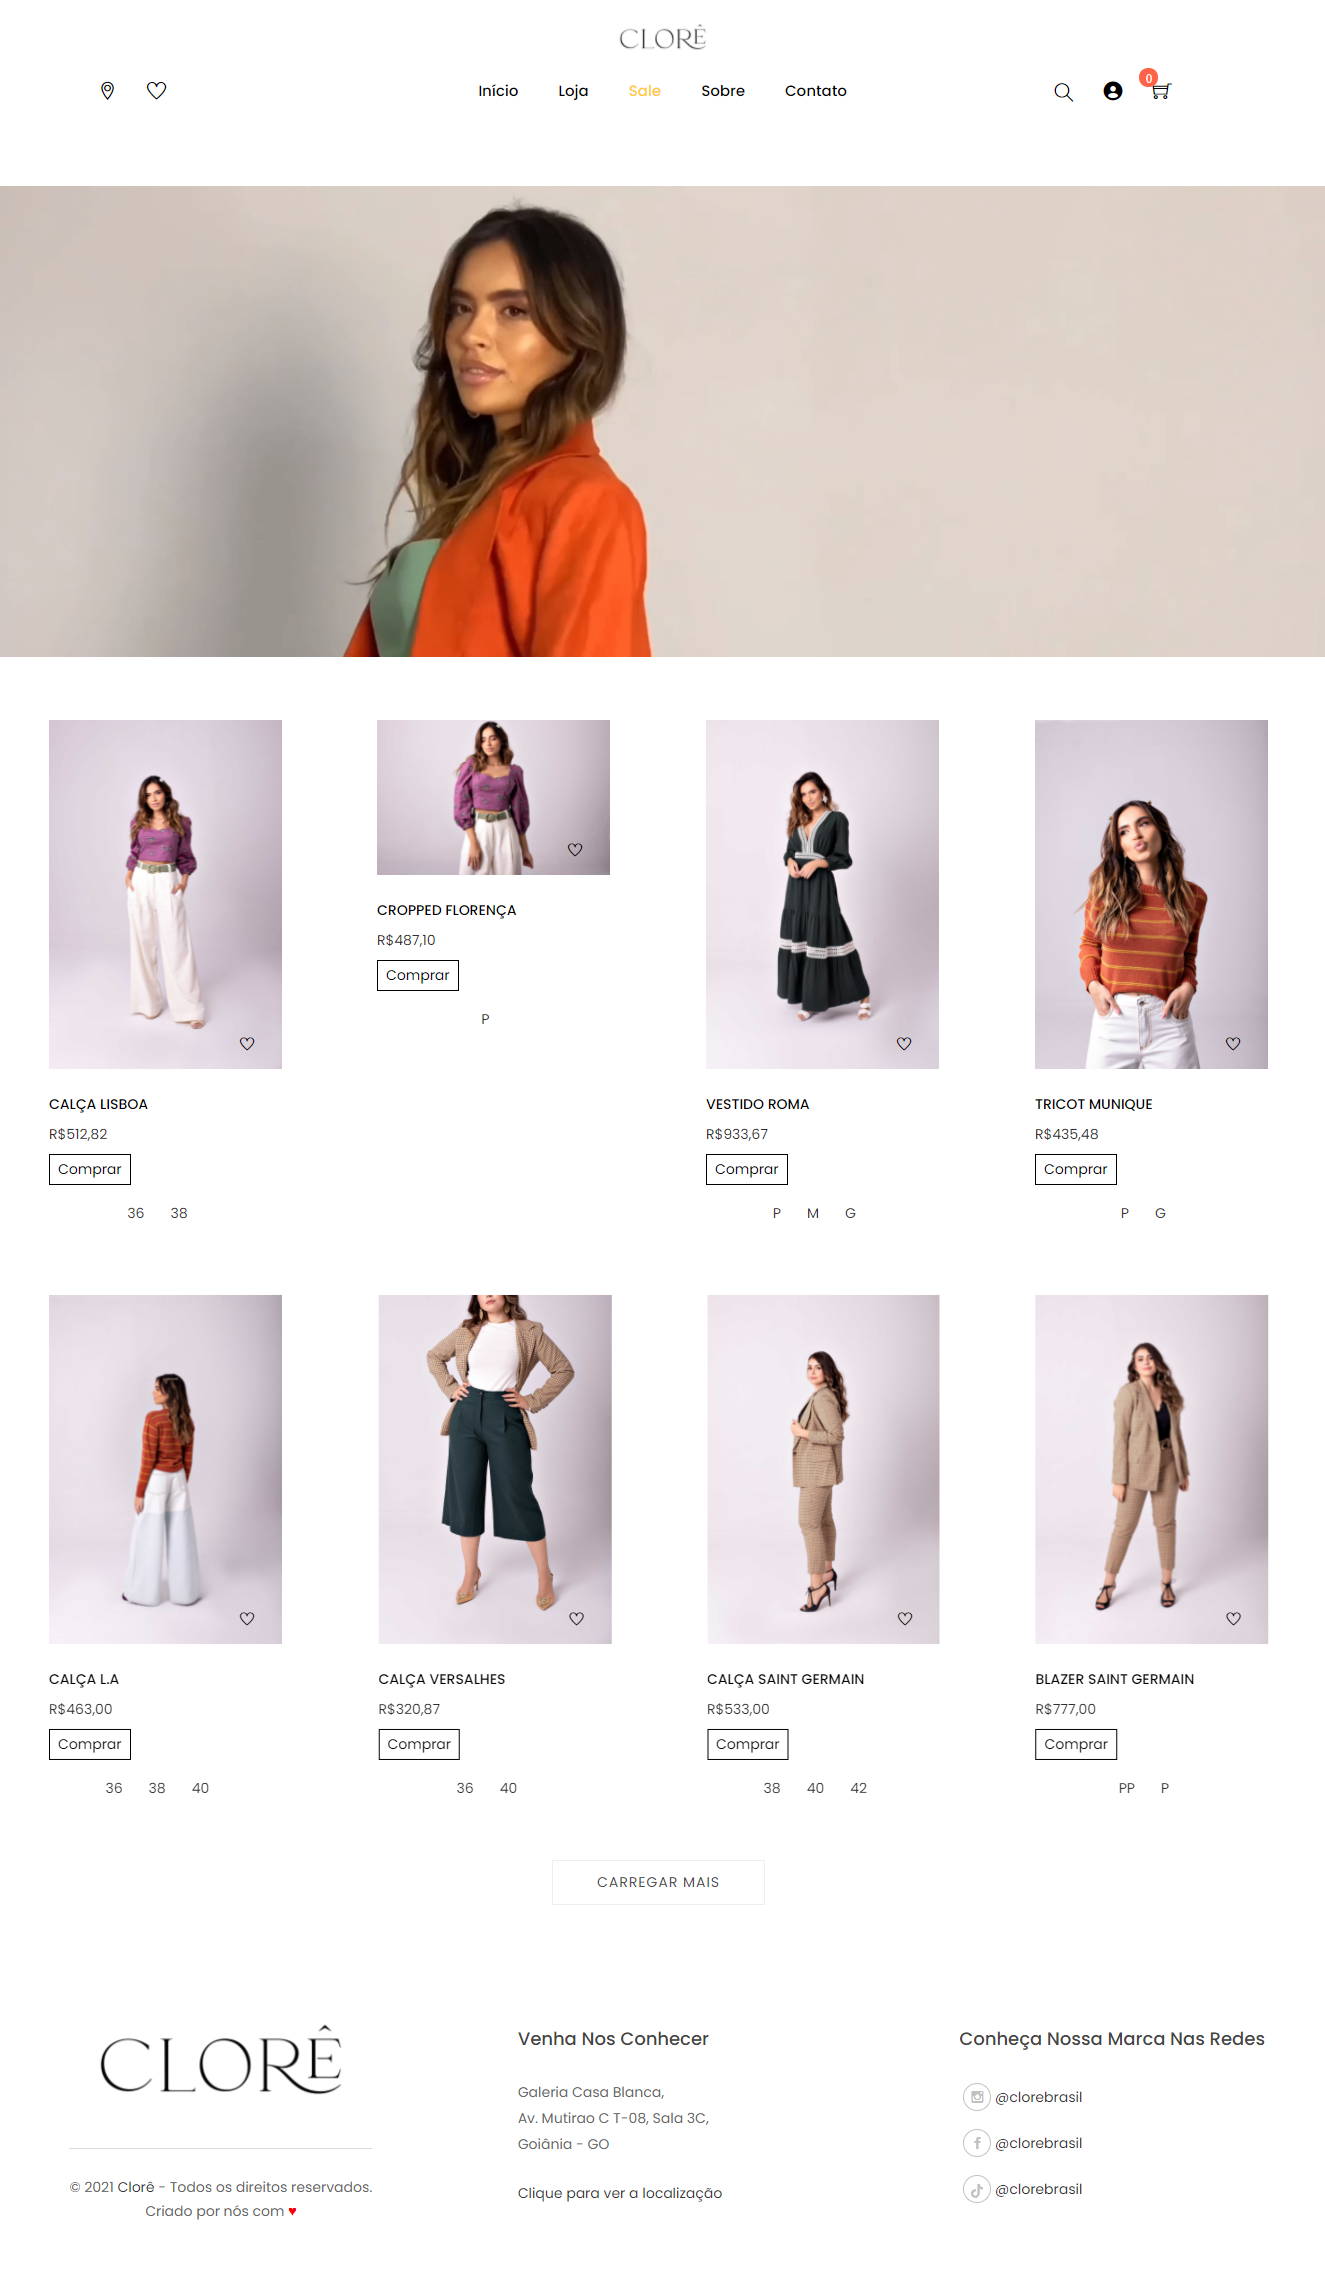 CLORÊ
Início Loja Sale Sobre Contato
0
CROPPED FLORENÇA
R$487,10
Comprar
P
CALÇA LISBOA
R$512,82
Comprar
36 38
VESTIDO ROMA
R$933,67
Comprar
P M G
TRICOT MUNIQUE
R$435,48
Comprar
P G
CALÇA L.A
R$463,00
Comprar
36 38 40
CALÇA VERSALHES
R$320,87
Comprar
36 40
CALÇA SAINT GERMAIN
R$533,00
Comprar
38 40 42
BLAZER SAINT GERMAIN
R$777,00
Comprar
PP P
CARREGAR MAIS
CLORÊ
© 2021 Clorê - Todos os direitos reservados.
Criado por nós com ♥
Venha Nos Conhecer
Galeria Casa Blanca,
Av. Mutirao C T-08, Sala 3C,
Goiânia - GO
Clique para ver a localização
Conheça Nossa Marca Nas Redes
@clorebrasil
@clorebrasil
@clorebrasil